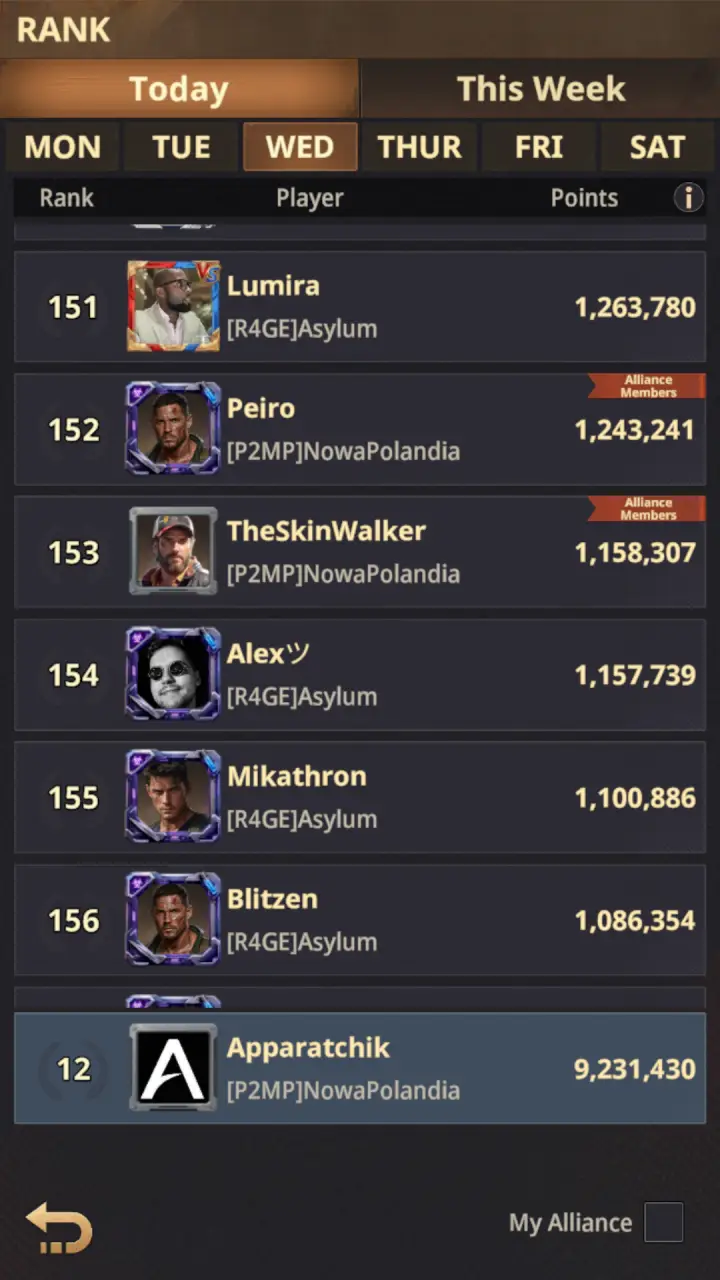 RANK
Today
This Week
MON TUE WED THUR FRI SAT
Rank Player Points i
151 Lumira 1,263,780
[R4GE]Asylum
Alliance
Members
152 Peiro 1,243,241
[P2MP]NowaPolandia
Alliance
Members
153 TheSkinWalker 1,158,307
[P2MP]NowaPolandia
154 Alexツ 1,157,739
[R4GE]Asylum
155 Mikathron 1,100,886
[R4GE]Asylum
156 Blitzen 1,086,354
[R4GE]Asylum
12 Apparatchik 9,231,430
[P2MP]NowaPolandia
My Alliance